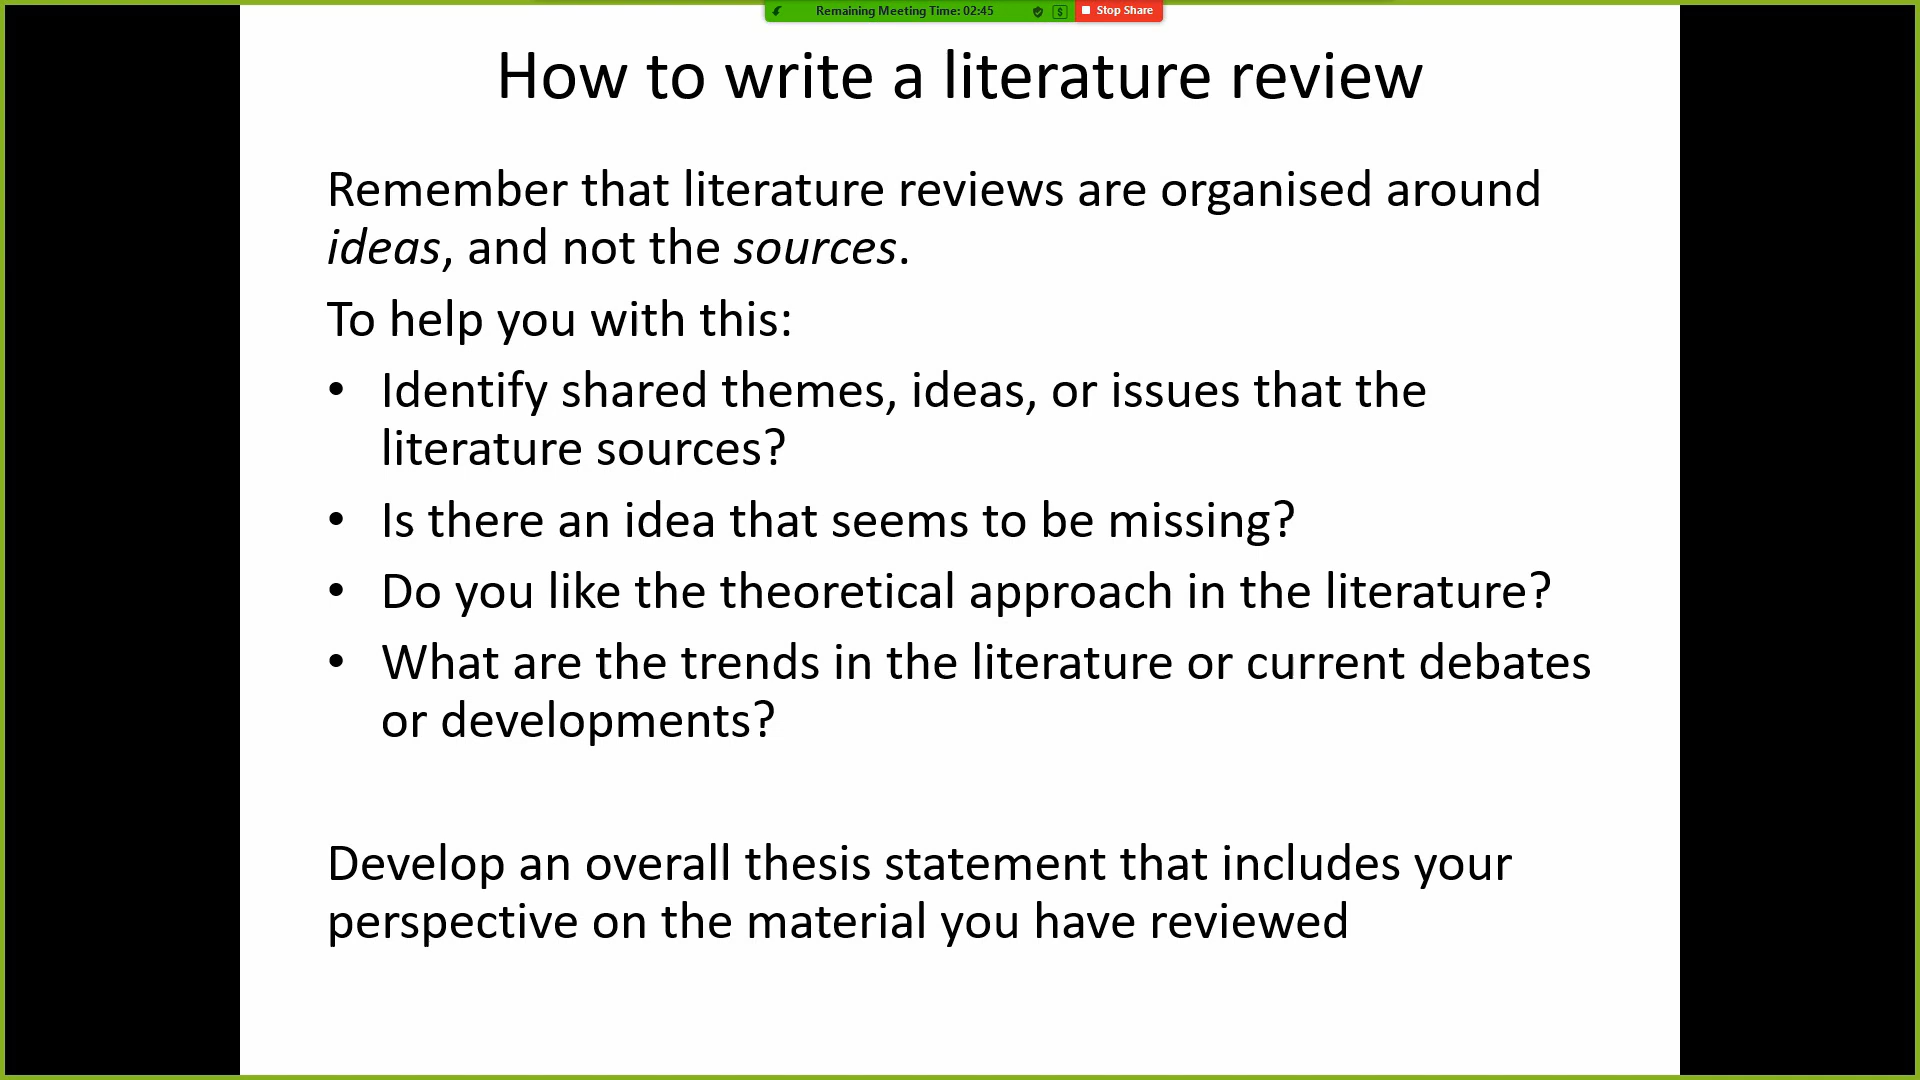 Remaining Meeting Time: 02:45
Stop Share
How to write a literature review
Remember that literature reviews are organised around
ideas, and not the sources.
To help you with this:
• Identify shared themes, ideas, or issues that the
literature sources?
• Is there an idea that seems to be missing?
• Do you like the theoretical approach in the literature?
• What are the trends in the literature or current debates
or developments?
Develop an overall thesis statement that includes your
perspective on the material you have reviewed